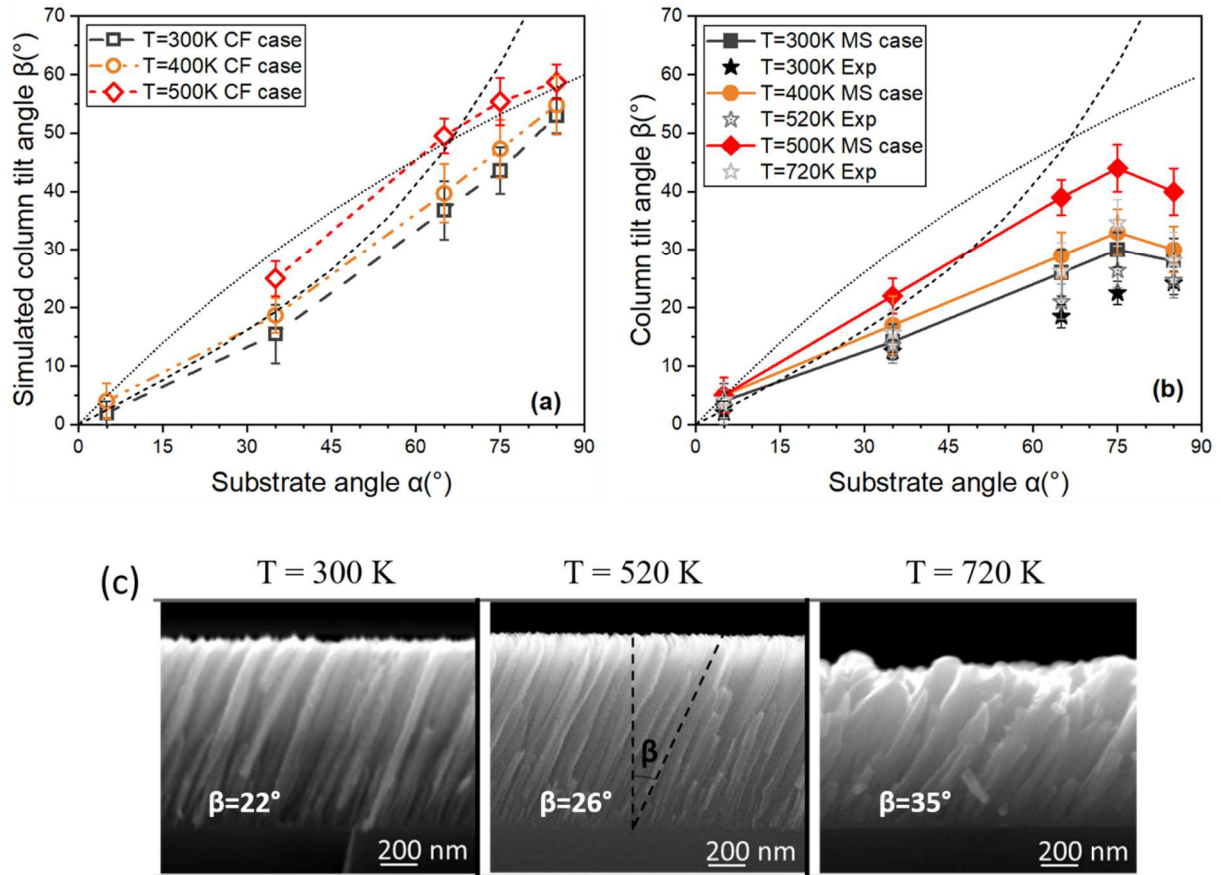 70
60
50
40
30
20
10
0
Simulated column tilt angle β(°)
T=300K CF case
T=400K CF case
T=500K CF case
(a)
0 15 30 45 60 75 90
Substrate angle α(°)
70
60
50
40
30
20
10
0
Column tilt angle β(°)
T=300K MS case
T=300K Exp
T=400K MS case
T=520K Exp
T=500K MS case
T=720K Exp
(b)
0 15 30 45 60 75 90
Substrate angle α(°)
(c)
T = 300 K
T = 520 K
T = 720 K
β=22°
200 nm
β
β=26°
200 nm
β=35°
200 nm